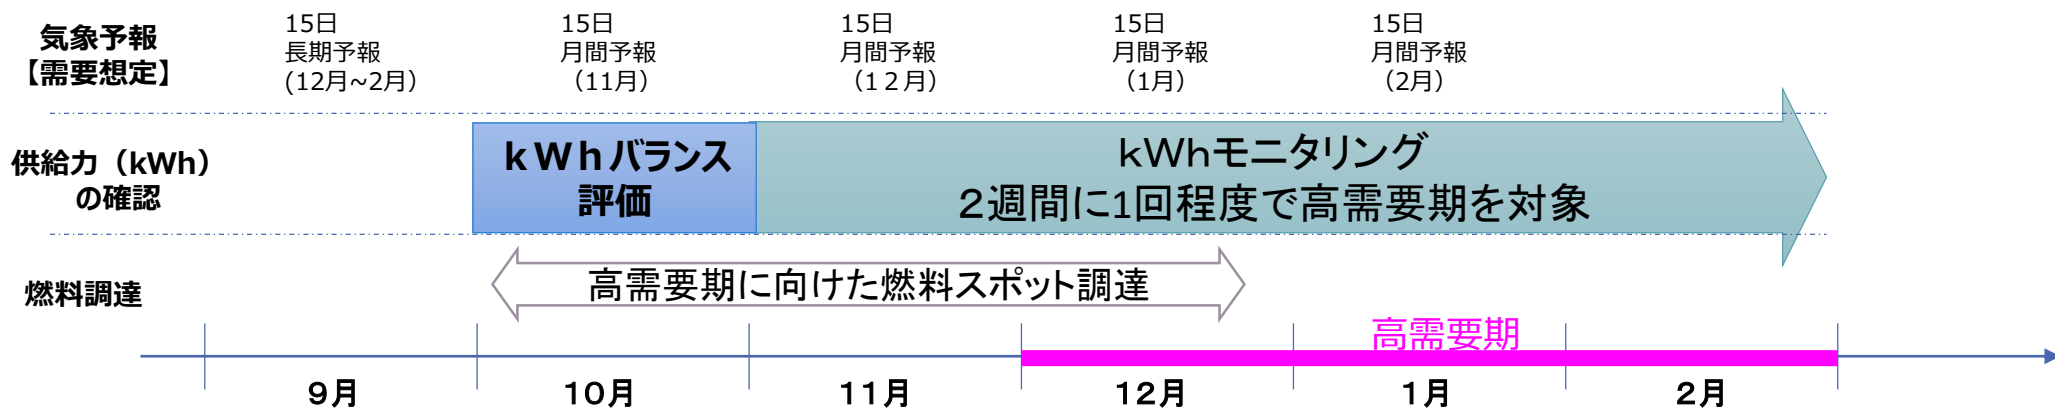 気象予報
【需要想定】
15日
長期予報
(12月~2月）
15日
月間予報
（11月）
15日
月間予報
（１２月）
15日
月間予報
（1月）
15日
月間予報
（2月）
供給力（kWh）
の確認
ｋＷｈバランス
評価
ｋＷｈモニタリング
２週間に1回程度で高需要期を対象
燃料調達
高需要期に向けた燃料スポット調達
高需要期
９月
１０月
１１月
１２月
１月
２月